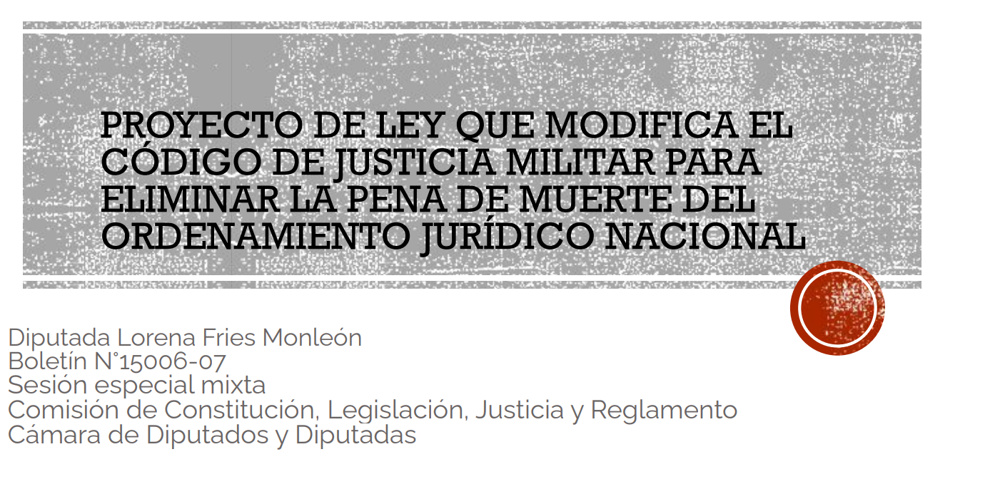 PROYECTO DE LEY QUE MODIFICA EL
CÓDIGO DE JUSTICIA MILITAR PARA
ELIMINAR LA PENA DE MUERTE DEL
ORDENAMIENTO JURÍDICO NACIONAL
Diputada Lorena Fries Monleón
Boletín N°15006-07
Sesión especial mixta
Comisión de Constitución, Legislación, Justicia y Reglamento
Cámara de Diputados y Diputadas